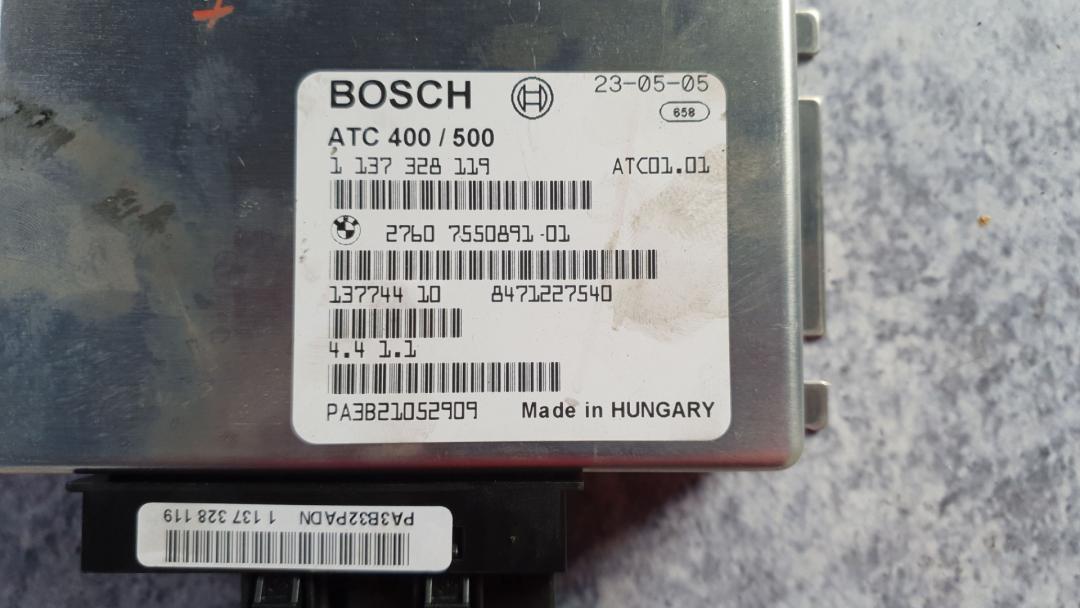 BOSCH
23-05-05
658
ATC 400 / 500
1 137 328 119 ATC01.01
2760 7550891-01
137744 10 8471227540
4.4 1.1
PA3B21052909 Made in HUNGARY
PA3B32PADN 1 137 328 119